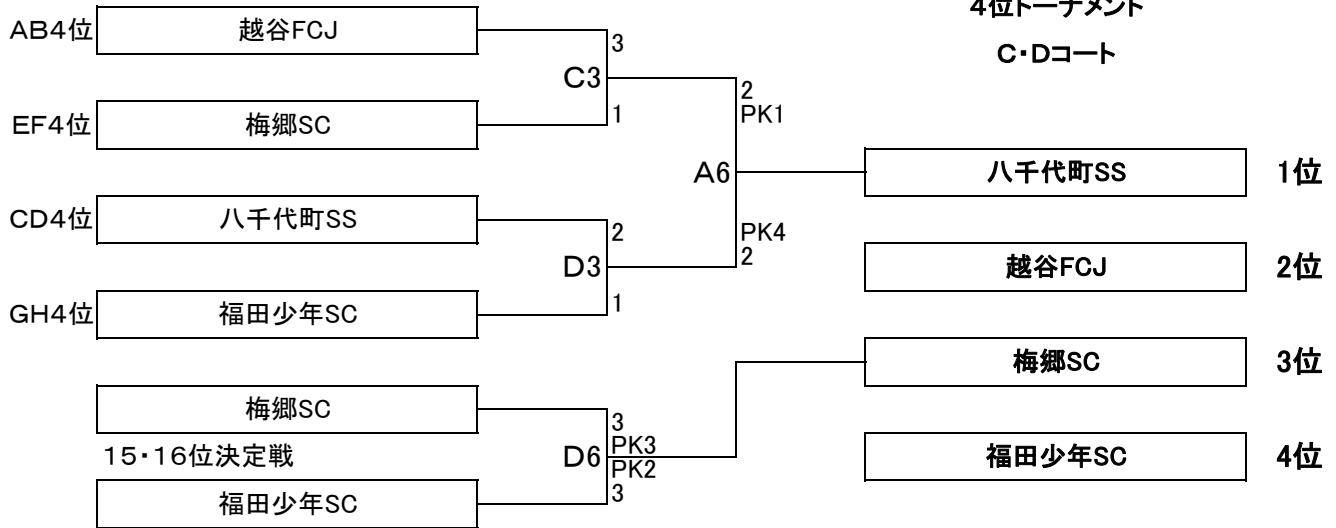 4位トーナメント
C・Dコート
AB4位
越谷FCJ
3
C3
EF4位
梅郷SC
1
2
PK1
A6
八千代町SS
1位
CD4位
八千代町SS
2
PK4
2
D3
越谷FCJ
2位
GH4位
福田少年SC
1
梅郷SC
3位
梅郷SC
3
15・16位決定戦
D6
PK3
PK2
福田少年SC
4位
福田少年SC
3